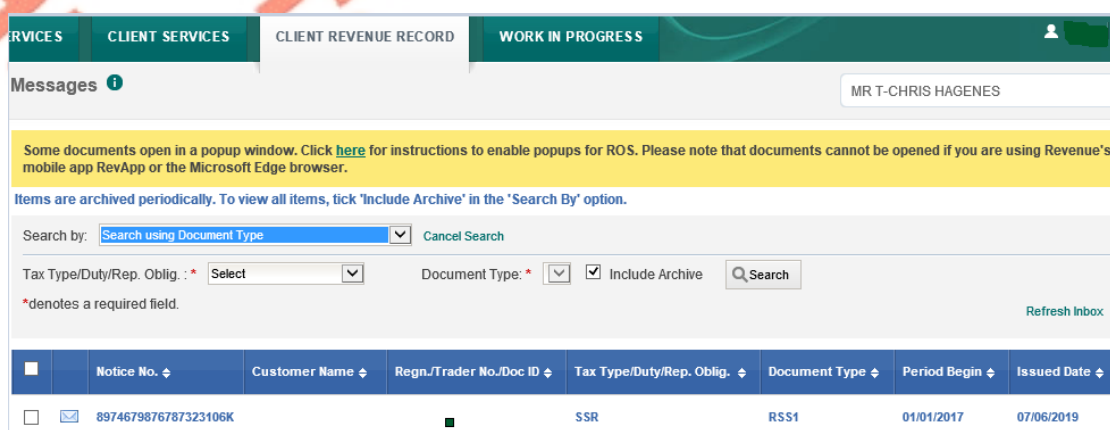 ERVICES CLIENT SERVICES CLIENT REVENUE RECORD WORK IN PROGRESS
Messages
MR T-CHRIS HAGENES
Some documents open in a popup window. Click here for instructions to enable popups for ROS. Please note that documents cannot be opened if you are using Revenue's
mobile app RevApp or the Microsoft Edge browser.
Items are archived periodically. To view all items, tick 'Include Archive' in the 'Search By' option.
Search by: Search using Document Type Cancel Search
Tax Type/Duty/Rep. Oblig. : * Select Document Type: * Include Archive Search
*denotes a required field.
Refresh Inbox
Notice No. Customer Name Regn./Trader No./Doc ID Tax Type/Duty/Rep. Oblig. Document Type Period Begin Issued Date
8974679876787323106K SSR RSS1 01/01/2017 07/06/2019